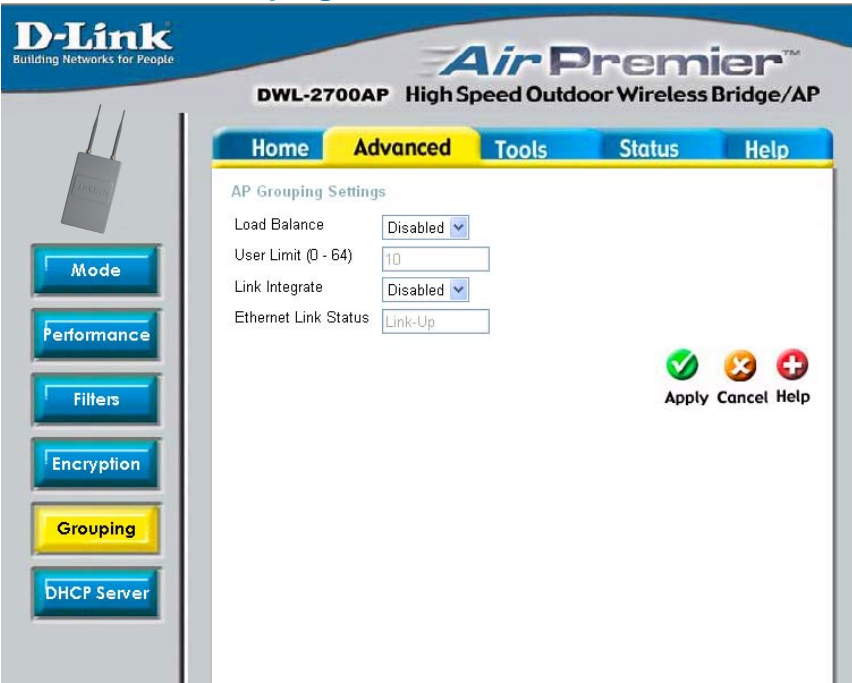 D-Link
Building Networks for People
AirPremier™
DWL-2700AP High Speed Outdoor Wireless Bridge/AP
Home Advanced Tools Status Help
AP Grouping Settings
Load Balance Disabled
User Limit (0 - 64) 10
Link Integrate Disabled
Ethernet Link Status Link-Up
Apply Cancel Help
Mode
Performance
Filters
Encryption
Grouping
DHCP Server